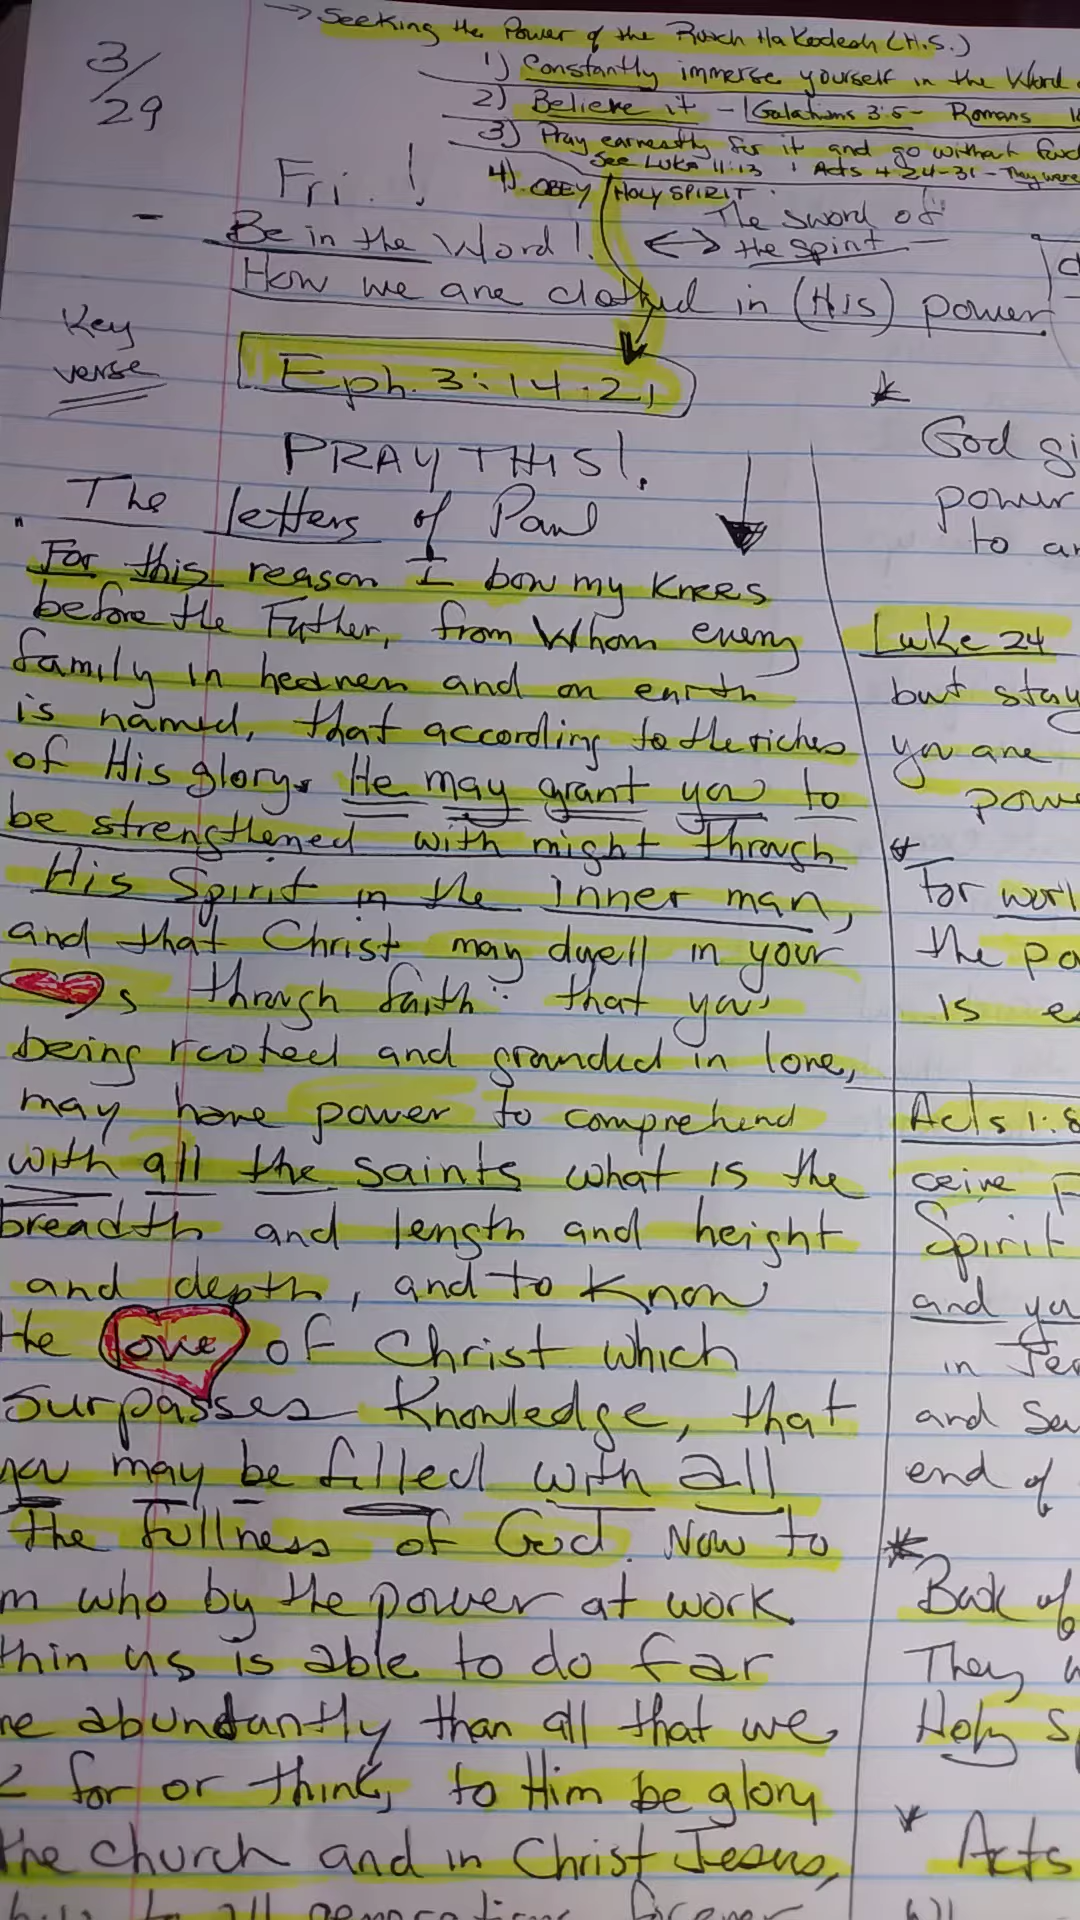 → Seeking the Power of the Ruach Ha Kodesh (H.S.)
1) Constantly immerse yourself in the Word
2) Believe it - Galatians 3:5 - Romans
3) Pray earnestly for it and go without
See Luke 11:13 Acts 4:24-31 - They were
4) OBEY HOLY SPIRIT
3/29
Fri. !
- Be in the Word! ↔ The sword of the spirit
How we are clothed in (His) power
Key verse
Eph. 3:14-21
PRAY THIS!
The letters of Paul
"For this reason I bow my knees
before the Father, from Whom every
family in heaven and on earth
is named, that according to the riches
of His glory. He may grant you to
be strengthened with might through
His Spirit in the inner man,
and that Christ may dwell in your
❤s through faith: that you
being rooted and grounded in love,
may have power to comprehend
with all the saints what is the
breadth and length and height
and depth, and to know
the love of Christ which
surpasses knowledge, that
you may be filled with all
the fullness of God. Now to
m who by the power at work
thin us is able to do far
re abundantly than all that we
for or think, to Him be glory
the church and in Christ Jesus,
to all generations forever
*
God gi
power
to
Luke 24
but stay
you are
powe
For worl
the po
is e
Acts 1:8
ceive P
Spirit
and yo
in Jer
and Sa
end of
*
Book of
They w
Holy S
* Acts